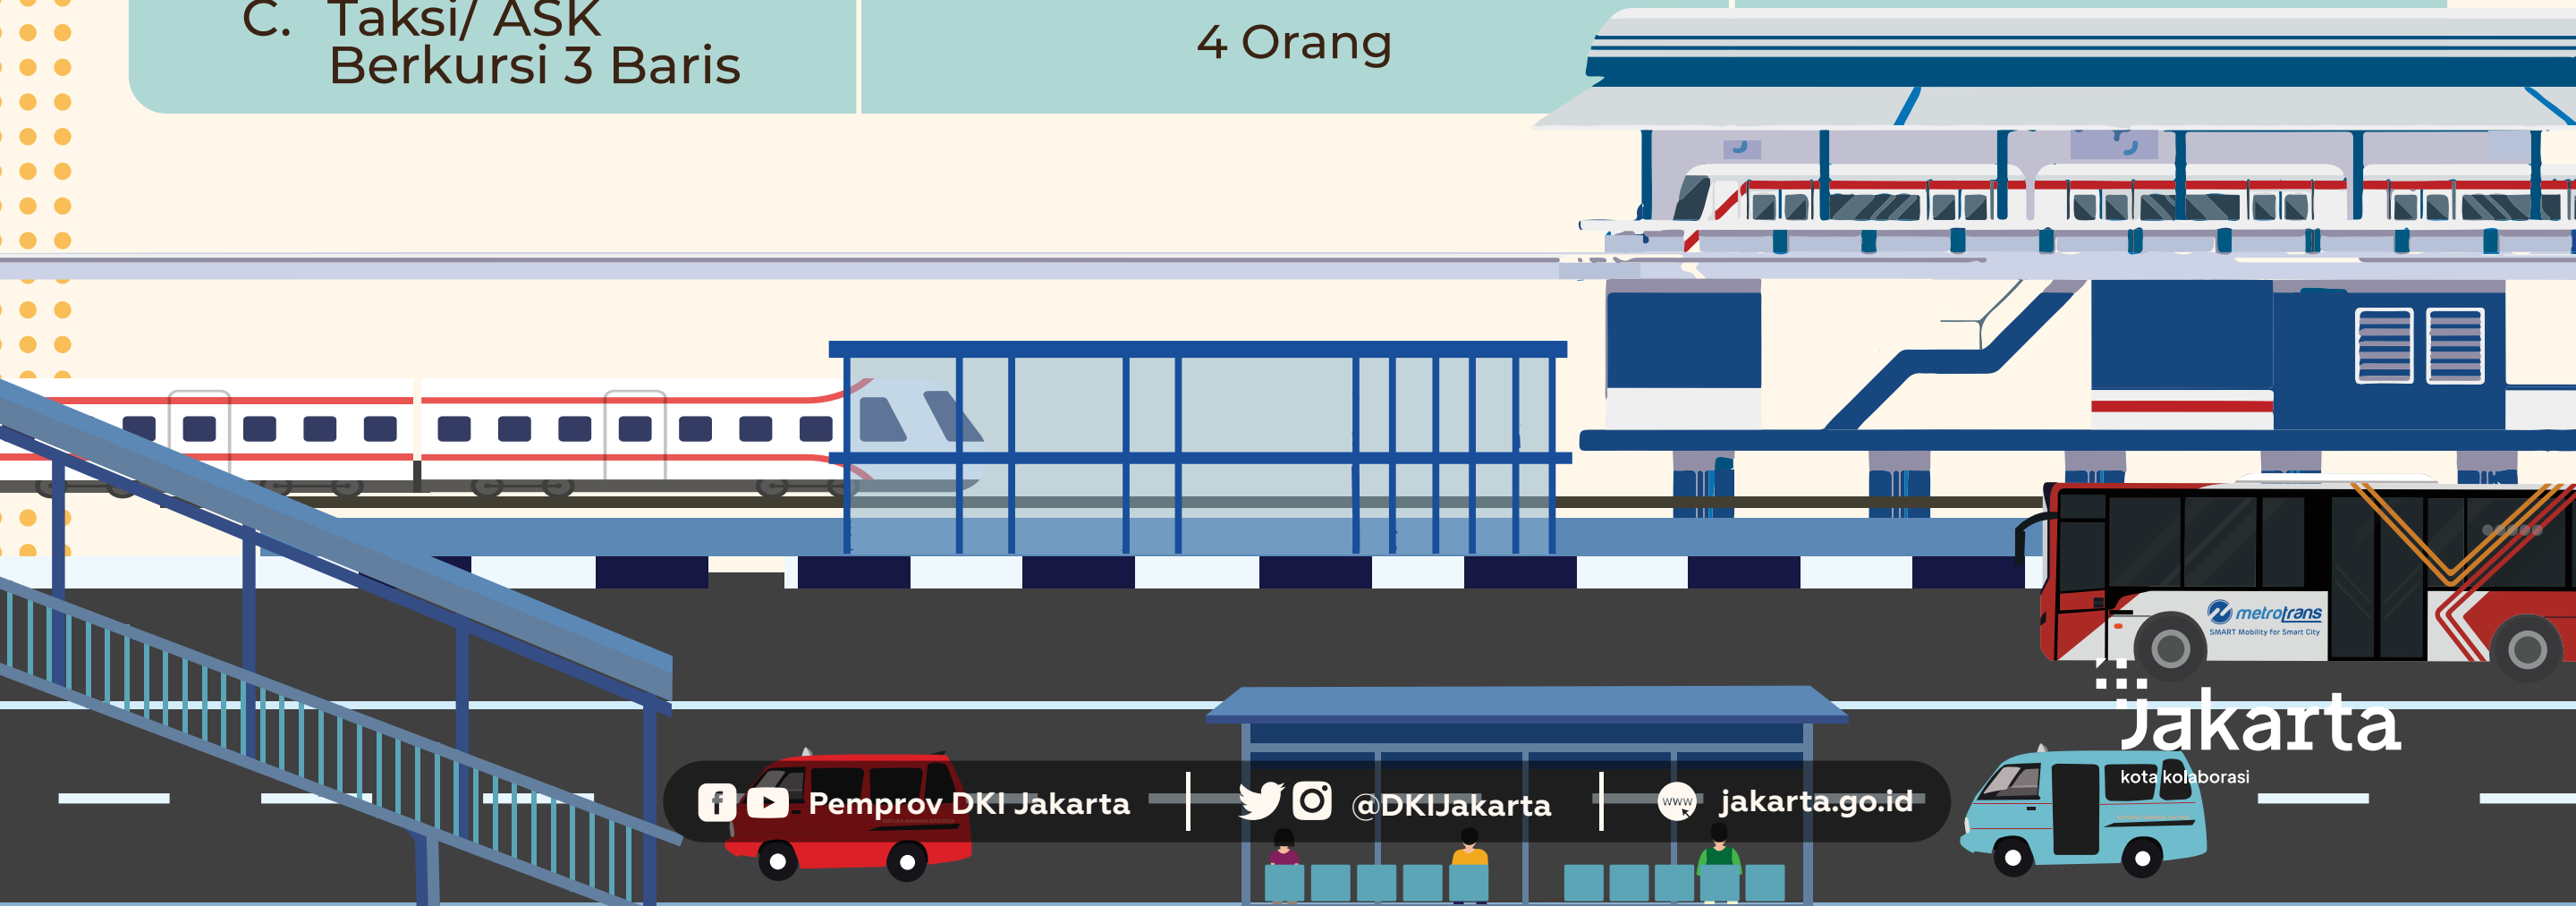 C. Taksi/ ASK
Berkursi 3 Baris
4 Orang
metrotrans
SMART Mobility for Smart City
Jakarta
kota kolaborasi
Pemprov DKI Jakarta
@DKIJakarta
www
jakarta.go.id